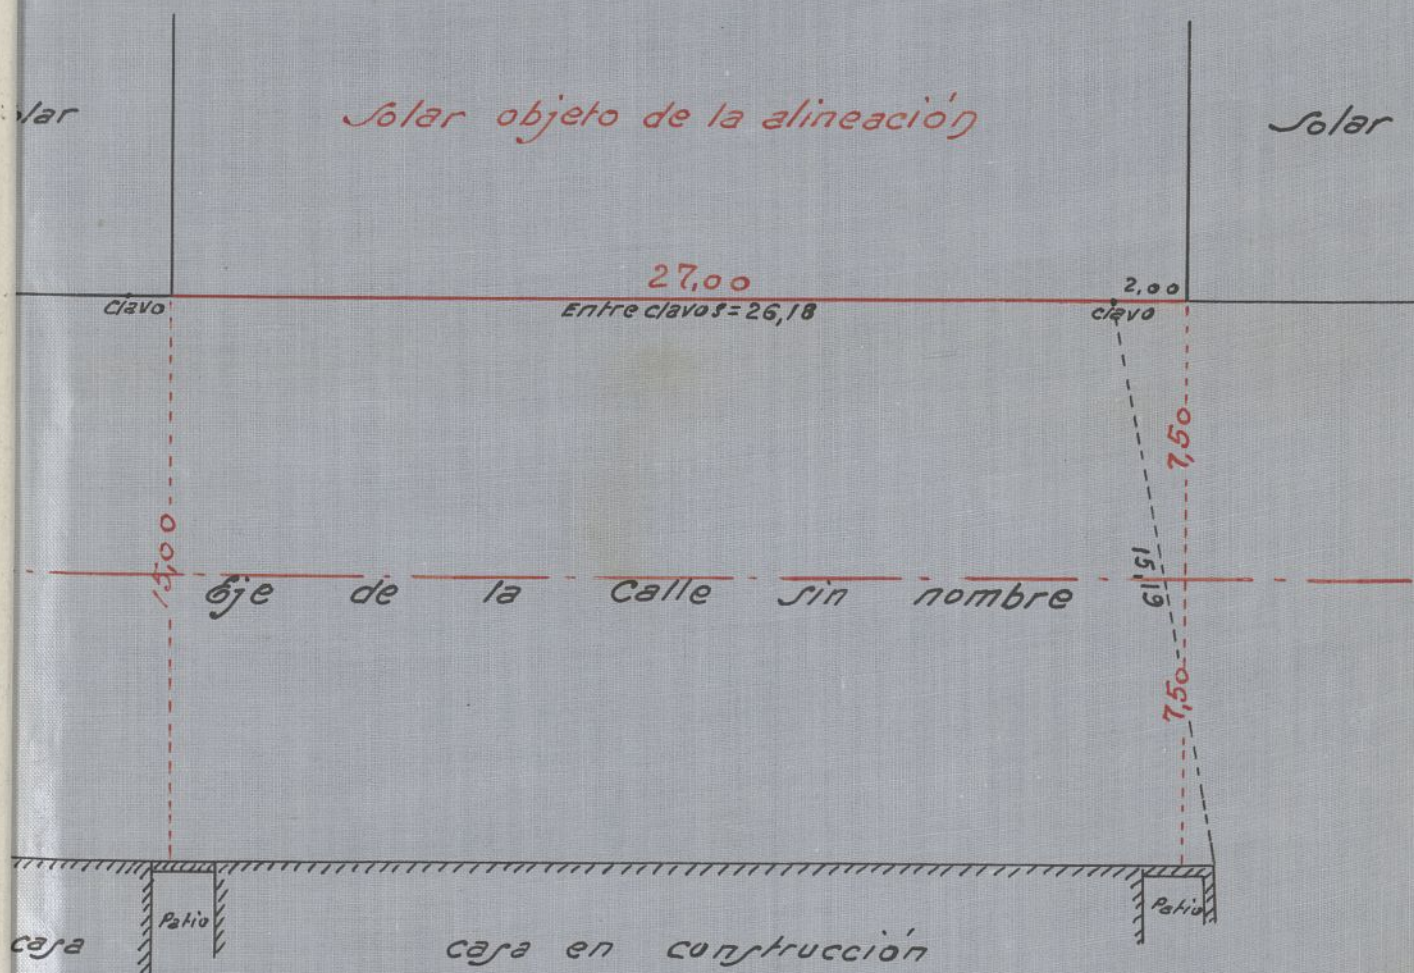 olar
Solar objeto de la alineación
Solar
27,00
2,00
Clavo
Entre clavos=26,18
clavo
7,50
15,00
15,19
Eje de la Calle sin nombre
7,50
Patio
Patio
casa
casa en construcción